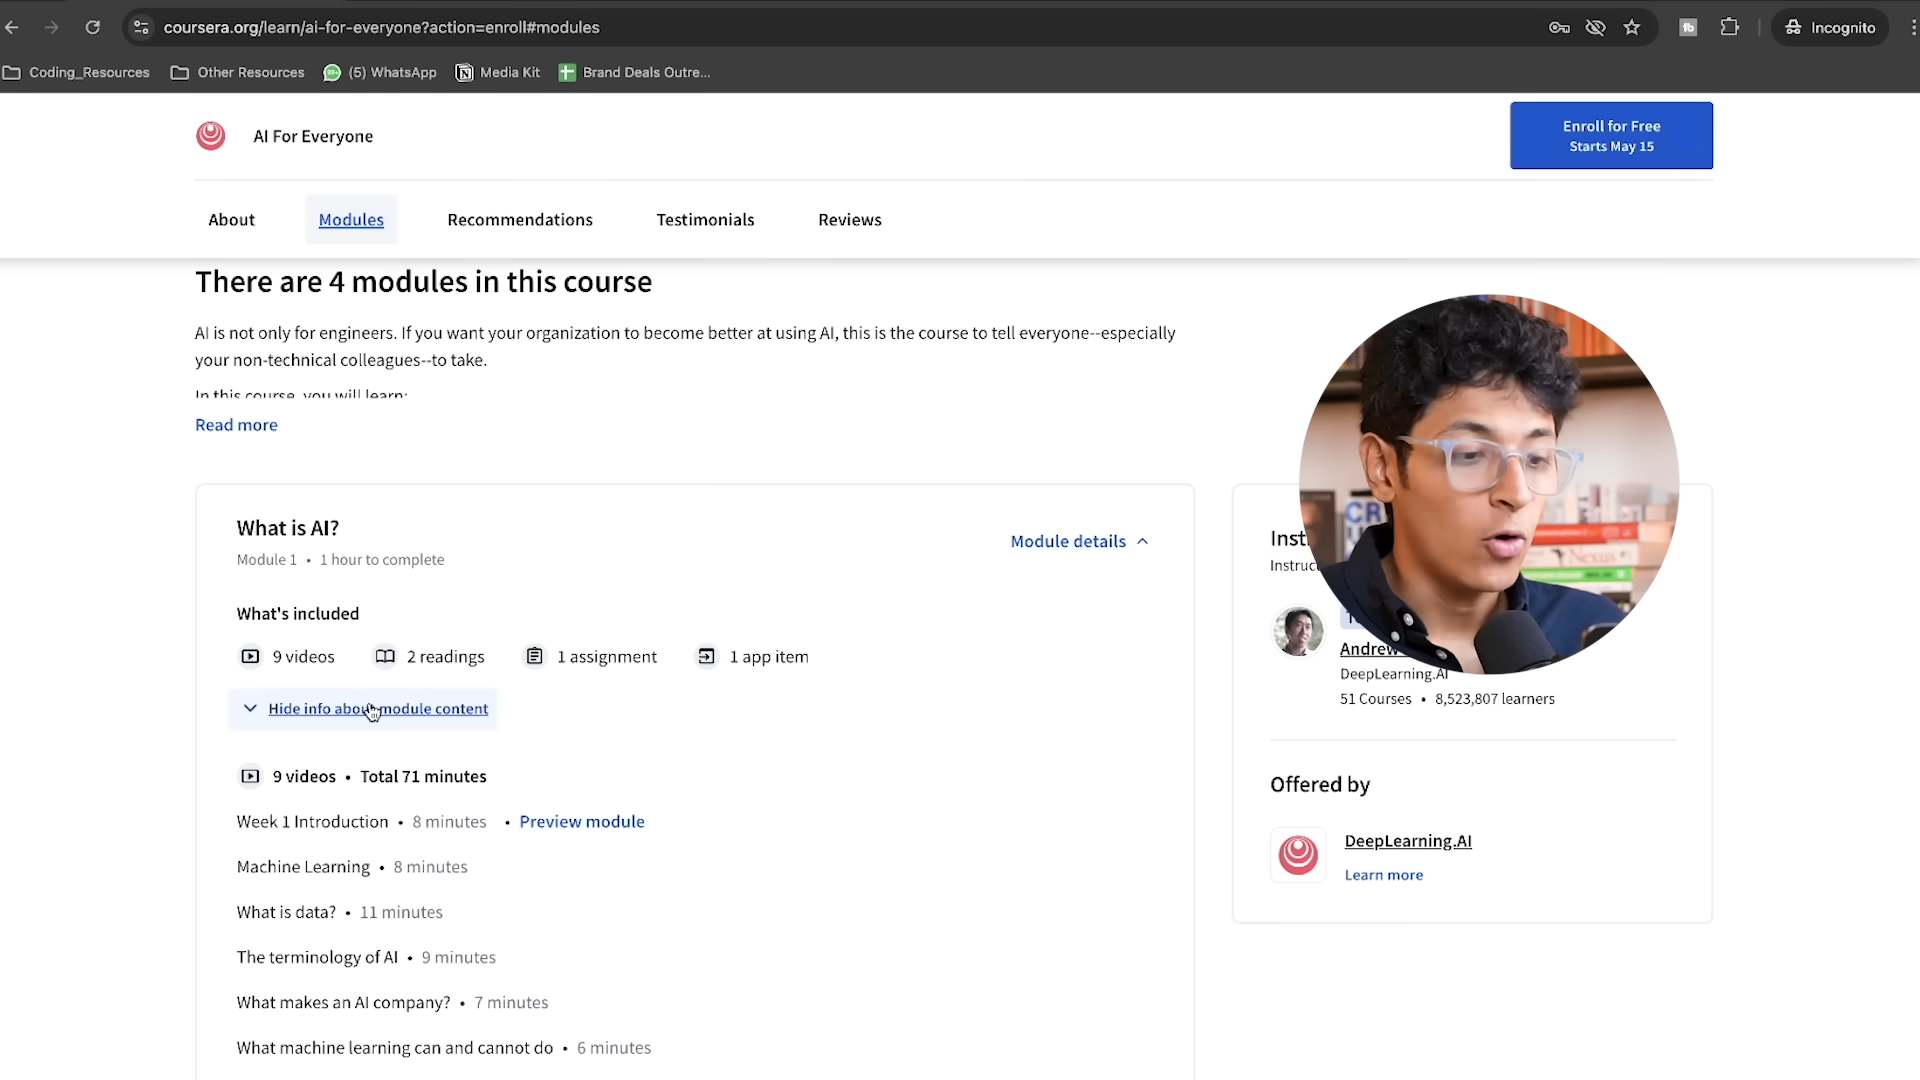 coursera.org/learn/ai-for-everyone?action=enroll#modules
Incognito
Coding_Resources
Other Resources
(5) WhatsApp
Media Kit
Brand Deals Outre...
AI For Everyone
Enroll for Free
Starts May 15
About
Modules
Recommendations
Testimonials
Reviews
There are 4 modules in this course
AI is not only for engineers. If you want your organization to become better at using AI, this is the course to tell everyone--especially
your non-technical colleagues--to take.
In this course, you will learn:
Read more
What is AI?
Module 1 • 1 hour to complete
Module details
What's included
9 videos
2 readings
1 assignment
1 app item
Hide info about module content
9 videos • Total 71 minutes
Week 1 Introduction • 8 minutes • Preview module
Machine Learning • 8 minutes
What is data? • 11 minutes
The terminology of AI • 9 minutes
What makes an AI company? • 7 minutes
What machine learning can and cannot do • 6 minutes
Andrew
DeepLearning.AI
51 Courses • 8,523,807 learners
Offered by
DeepLearning.AI
Learn more